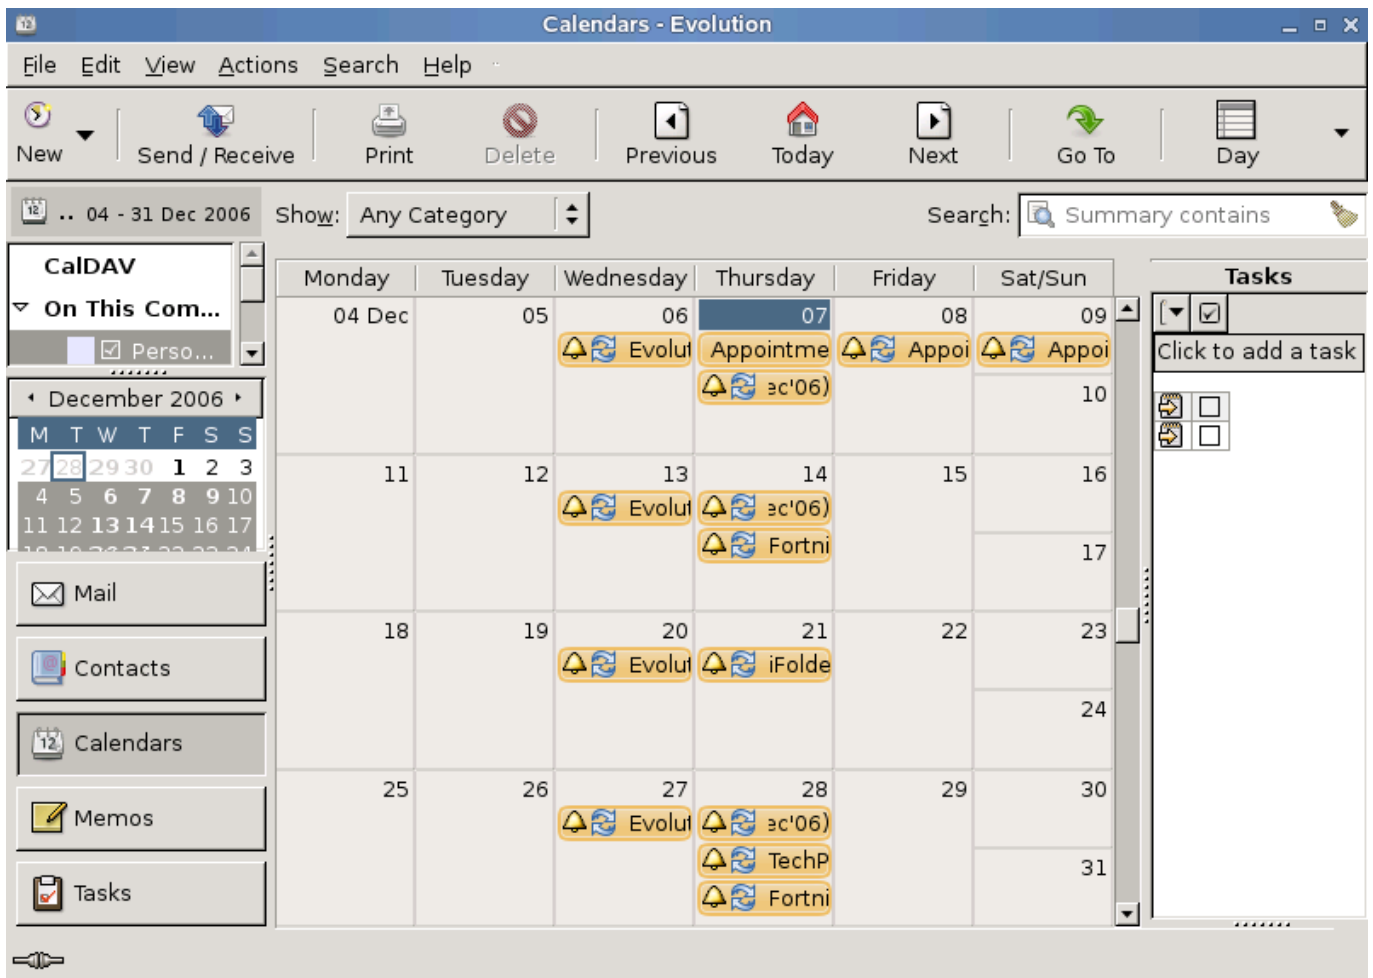 Calendars - Evolution
File Edit View Actions Search Help
New Send / Receive Print Delete Previous Today Next Go To Day
12 .. 04 - 31 Dec 2006 Show: Any Category Search: Summary contains
CalDAV
On This Com...
Perso...
December 2006
M T W T F S S
27 28 29 30 1 2 3
4 5 6 7 8 9 10
11 12 13 14 15 16 17
Mail
Contacts
12 Calendars
Memos
Tasks
Monday Tuesday Wednesday Thursday Friday Sat/Sun
04 Dec 05 06 07 08 09
Evolut Appointme Appoi Appoi
ec'06)
10
11 12 13 14 15 16
Evolut ec'06)
Fortni
17
18 19 20 21 22 23
Evolut iFolde
24
25 26 27 28 29 30
Evolut ec'06)
TechP
31
Fortni
Tasks
Click to add a task